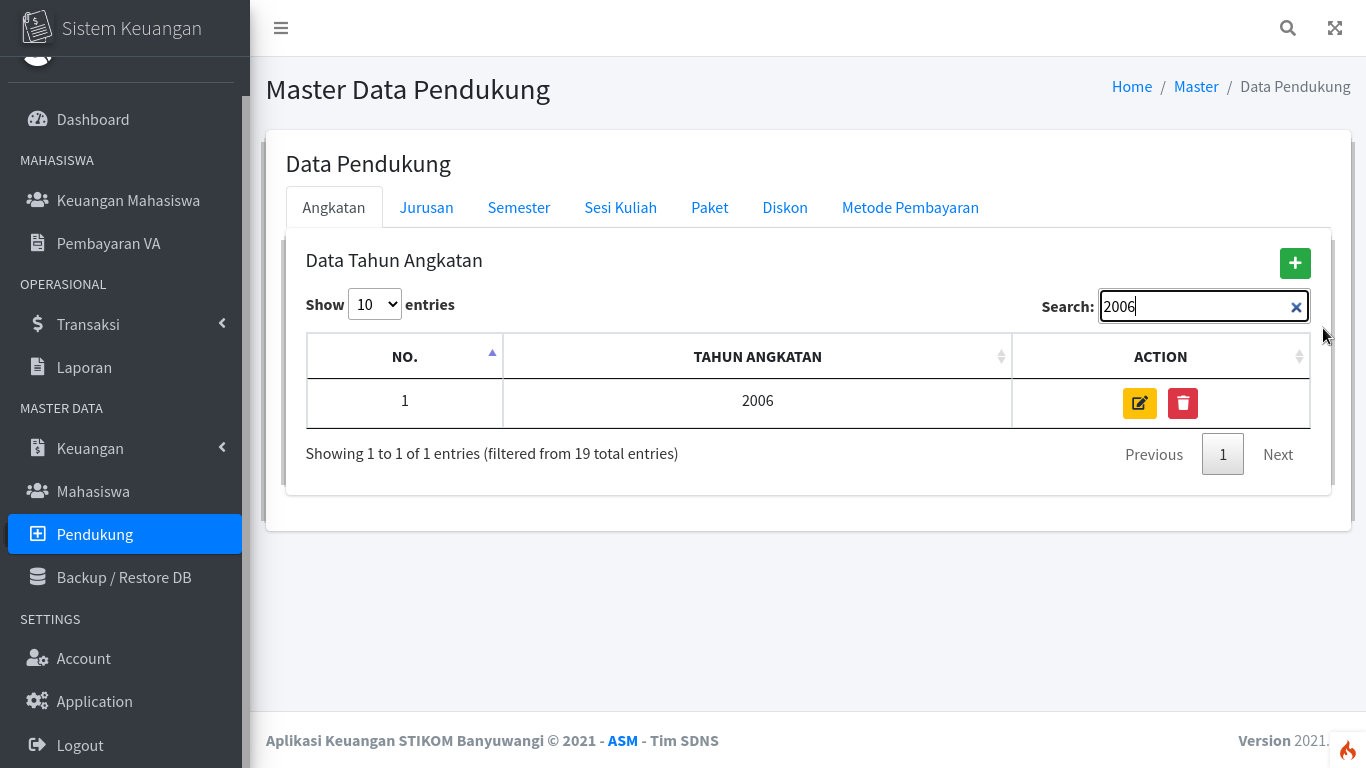 Sistem Keuangan
Dashboard
MAHASISWA
Keuangan Mahasiswa
Pembayaran VA
OPERASIONAL
Transaksi
Laporan
MASTER DATA
Keuangan
Mahasiswa
Pendukung
Backup / Restore DB
SETTINGS
Account
Application
Logout
Master Data Pendukung
Home / Master / Data Pendukung
Data Pendukung
Angkatan Jurusan Semester Sesi Kuliah Paket Diskon Metode Pembayaran
Data Tahun Angkatan
Show 10 entries Search: 2006
NO. TAHUN ANGKATAN ACTION
1 2006
Showing 1 to 1 of 1 entries (filtered from 19 total entries) Previous 1 Next
Aplikasi Keuangan STIKOM Banyuwangi © 2021 - ASM - Tim SDNS Version 2021.